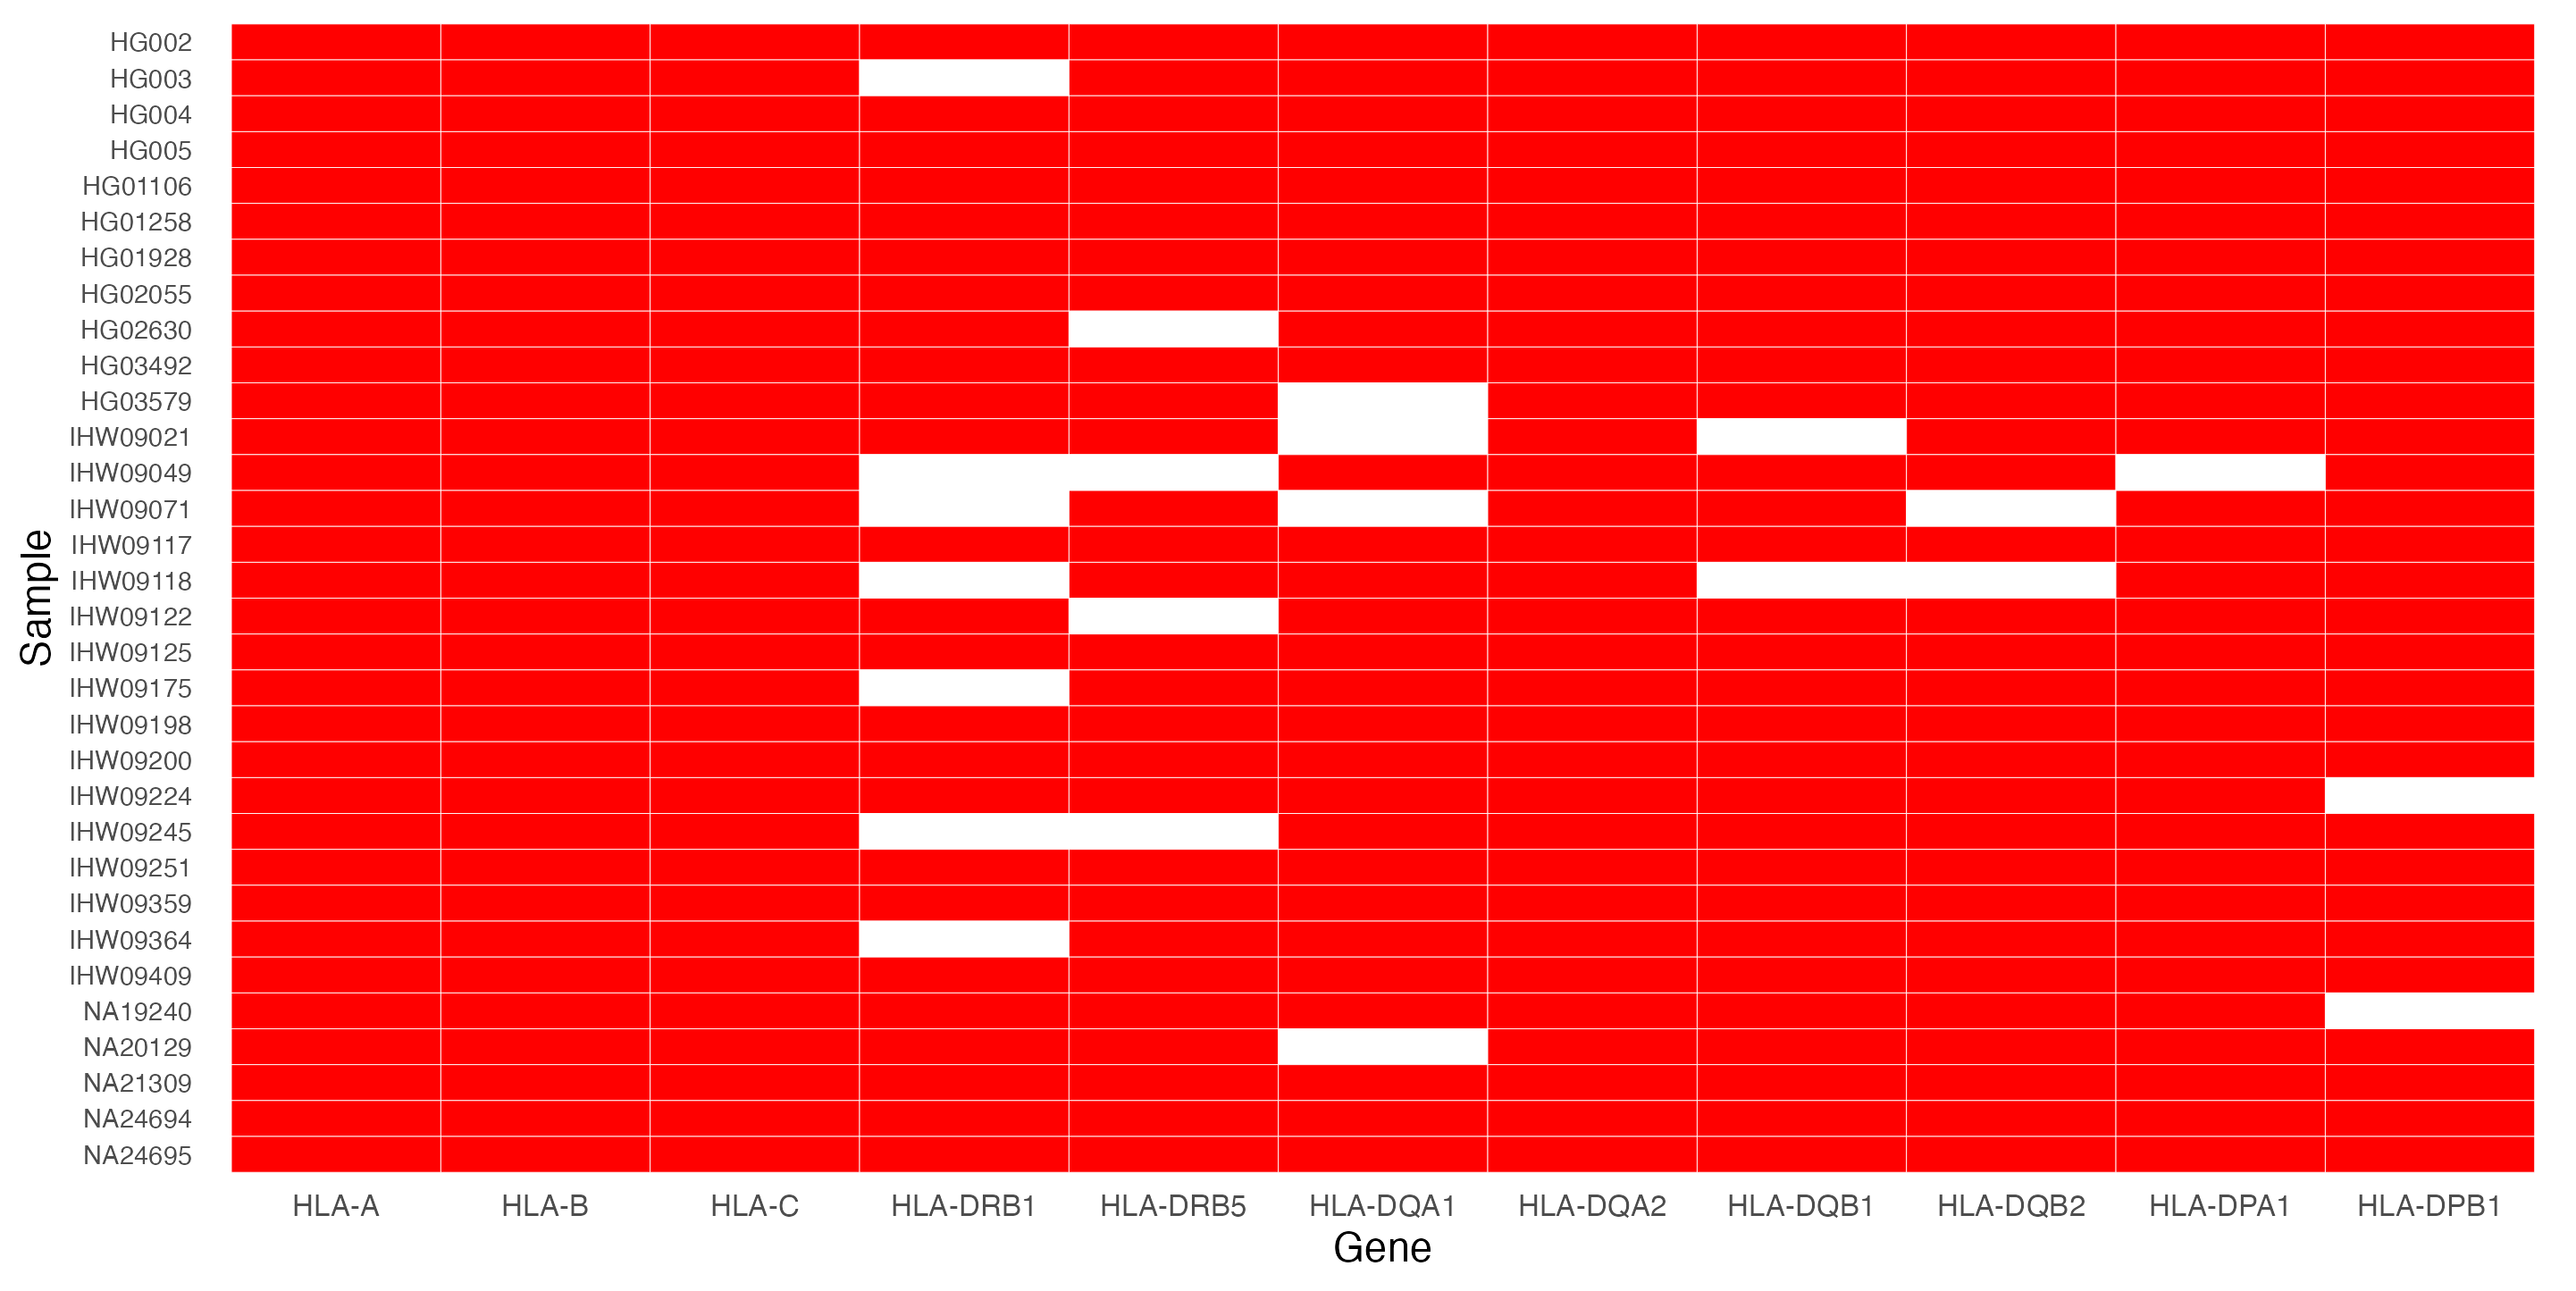 HG002
HG003
HG004
HG005
HG01106
HG01258
HG01928
HG02055
HG02630
HG03492
HG03579
IHW09021
IHW09049
IHW09071
IHW09117
IHW09118
IHW09122
IHW09125
IHW09175
IHW09198
IHW09200
IHW09224
IHW09245
IHW09251
IHW09359
IHW09364
IHW09409
NA19240
NA20129
NA21309
NA24694
NA24695
Sample
HLA-A HLA-B HLA-C HLA-DRB1 HLA-DRB5 HLA-DQA1 HLA-DQA2 HLA-DQB1 HLA-DQB2 HLA-DPA1 HLA-DPB1
Gene